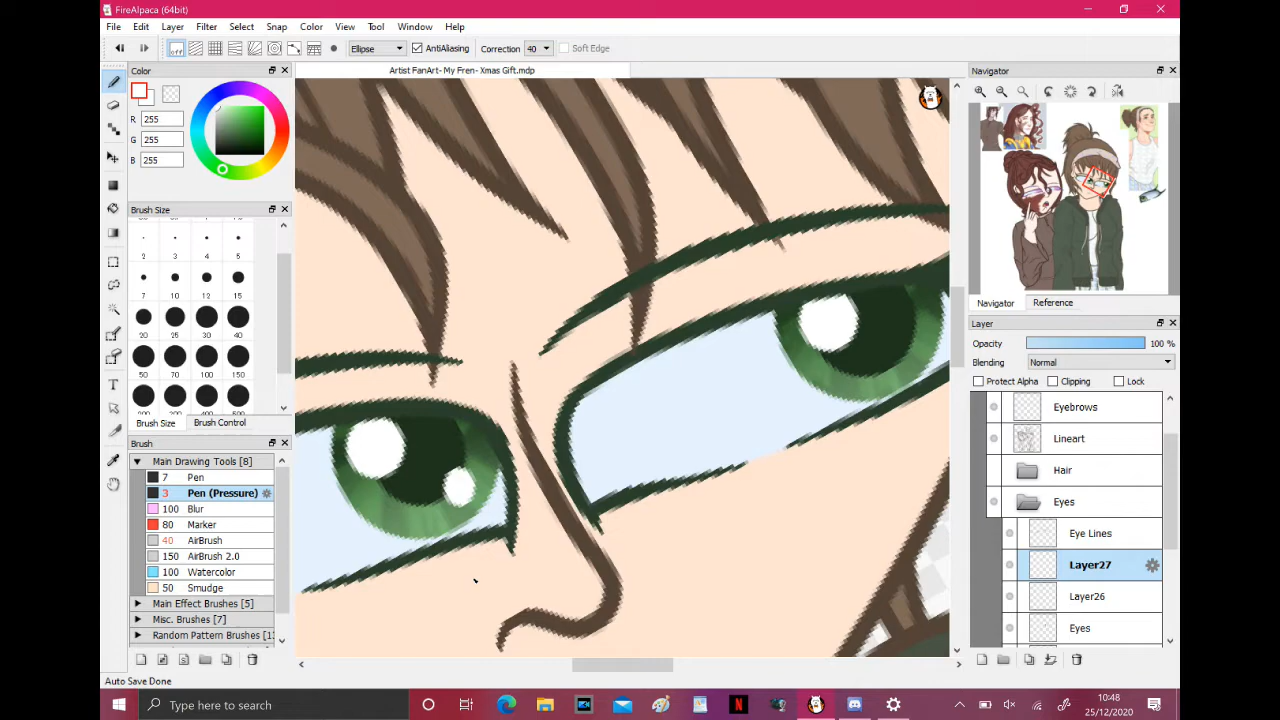 FireAlpaca (64bit)
File Edit Layer Filter Select Snap Color View Tool Window Help
off Ellipse AntiAliasing Correction 40 Soft Edge
Color
R 255
G 255
B 255
Brush Size
2 3 4 5
7 10 12 15
20 25 30 40
50 70 100 150
Brush Size Brush Control
Brush
Main Drawing Tools [8]
7 Pen
3 Pen (Pressure)
100 Blur
80 Marker
40 AirBrush
150 AirBrush 2.0
100 Watercolor
50 Smudge
Main Effect Brushes [5]
Misc. Brushes [7]
Random Pattern Brushes [1
Auto Save Done
Artist FanArt- My Fren- Xmas Gift.mdp
Navigator
Navigator Reference
Layer
Opacity 100 %
Blending Normal
Protect Alpha Clipping Lock
Eyebrows
Lineart
Hair
Eyes
Eye Lines
Layer27
Layer26
Eyes
Type here to search
10:48
25/12/2020
N